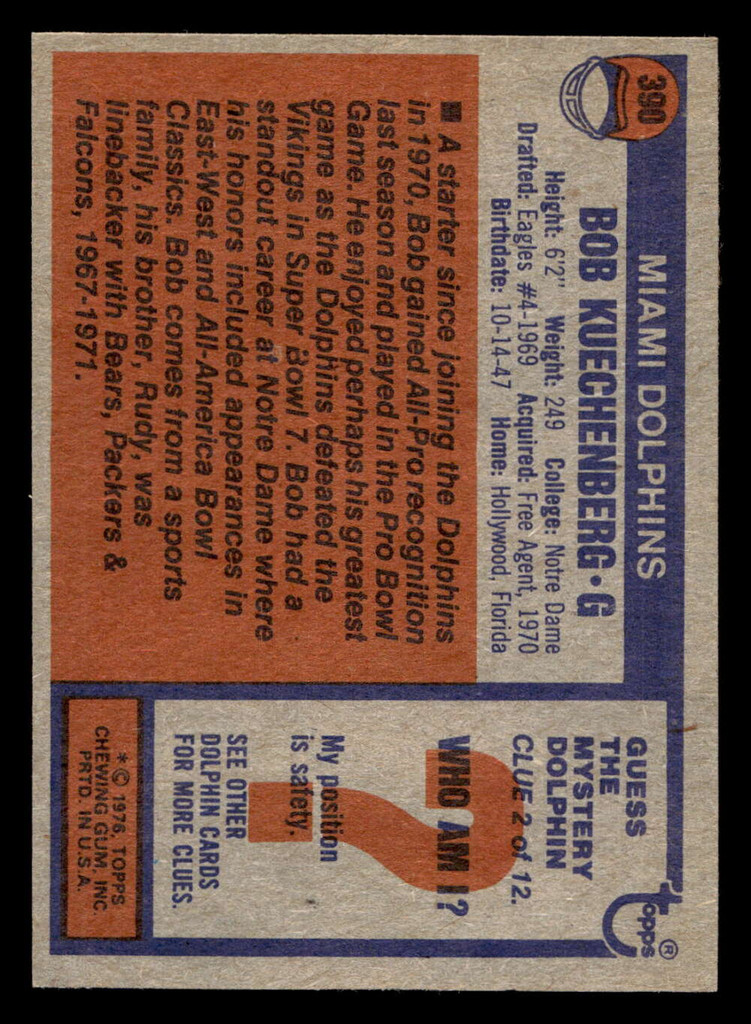 390
MIAMI DOLPHINS
BOB KUECHENBERG • G
Height: 6'2" Weight: 249 College: Notre Dame
Drafted: Eagles #4-1969 Acquired: Free Agent, 1970
Birthdate: 10-14-47 Home: Hollywood, Florida
■ A starter since joining the Dolphins
in 1970, Bob gained All-Pro recognition
last season and played in the Pro Bowl
Game. He enjoyed perhaps his greatest
game as the Dolphins defeated the
Vikings in Super Bowl 7. Bob had a
standout career at Notre Dame where
his honors included appearances in
East-West and All-America Bowl
Classics. Bob comes from a sports
family, his brother, Rudy, was
linebacker with Bears, Packers &
Falcons, 1967-1971.
topps®
GUESS
THE
MYSTERY
DOLPHIN
CLUE 2 of 12.
?
WHO AM I?
My position
is safety.
SEE OTHER
DOLPHIN CARDS
FOR MORE CLUES.
* © 1976, TOPPS
CHEWING GUM, INC.
PRTD. IN U.S.A.